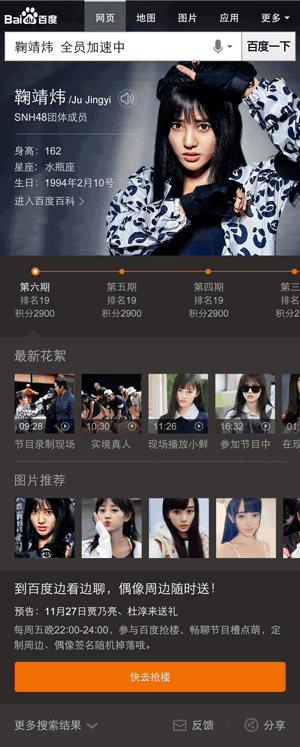 Bai du 百度 网页 地图 图片 应用 更多
鞠婧炜 全员加速中 百度一下
鞠靖炜 /Ju Jingyi
SNH48团体成员
身高：162
星座：水瓶座
生日：1994年2月10号
进入百度百科
第六期 第五期 第四期 第三
排名19 排名19 排名19 排
积分2900 积分2900 积分2900 积分
最新花絮
09:28 10:30 11:26 16:32 01:
节目录制现场 实境真人 现场播放小鲜 参加节目中 在现
图片推荐
到百度边看边聊，偶像周边随时送！
预告：11月27日贾乃亮、杜淳来送礼
每周五晚22:00-24:00，参与百度抢楼，畅聊节目槽点萌，定
制周边、偶像签名随机掉落哦。
快去抢楼
更多搜索结果 反馈 分享